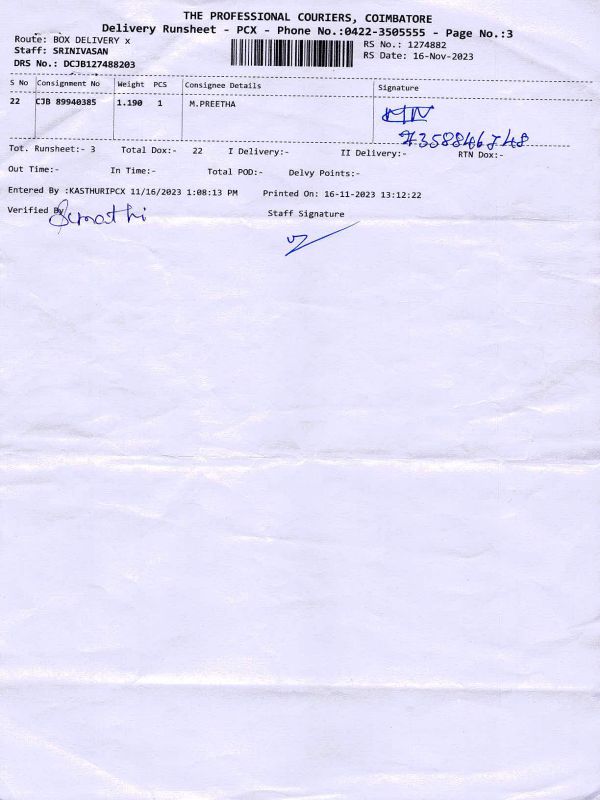 THE PROFESSIONAL COURIERS, COIMBATORE
Delivery Runsheet - PCX - Phone No.:0422-3505555 - Page No.:3
Route: BOX DELIVERY x
RS No.: 1274882
Staff: SRINIVASAN
RS Date: 16-Nov-2023
DRS No.: DCJB127488203
S No Consignment No Weight PCS Consignee Details Signature
22 CJB 89940385 1.190 1 M.PREETHA
Tot. Runsheet:- 3 Total Dox:- 22 I Delivery:- II Delivery:- RTN Dox:-
Out Time:- In Time:- Total POD:- Delvy Points:-
Entered By :KASTHURIPCX 11/16/2023 1:08:13 PM Printed On: 16-11-2023 13:12:22
Verified By
Staff Signature